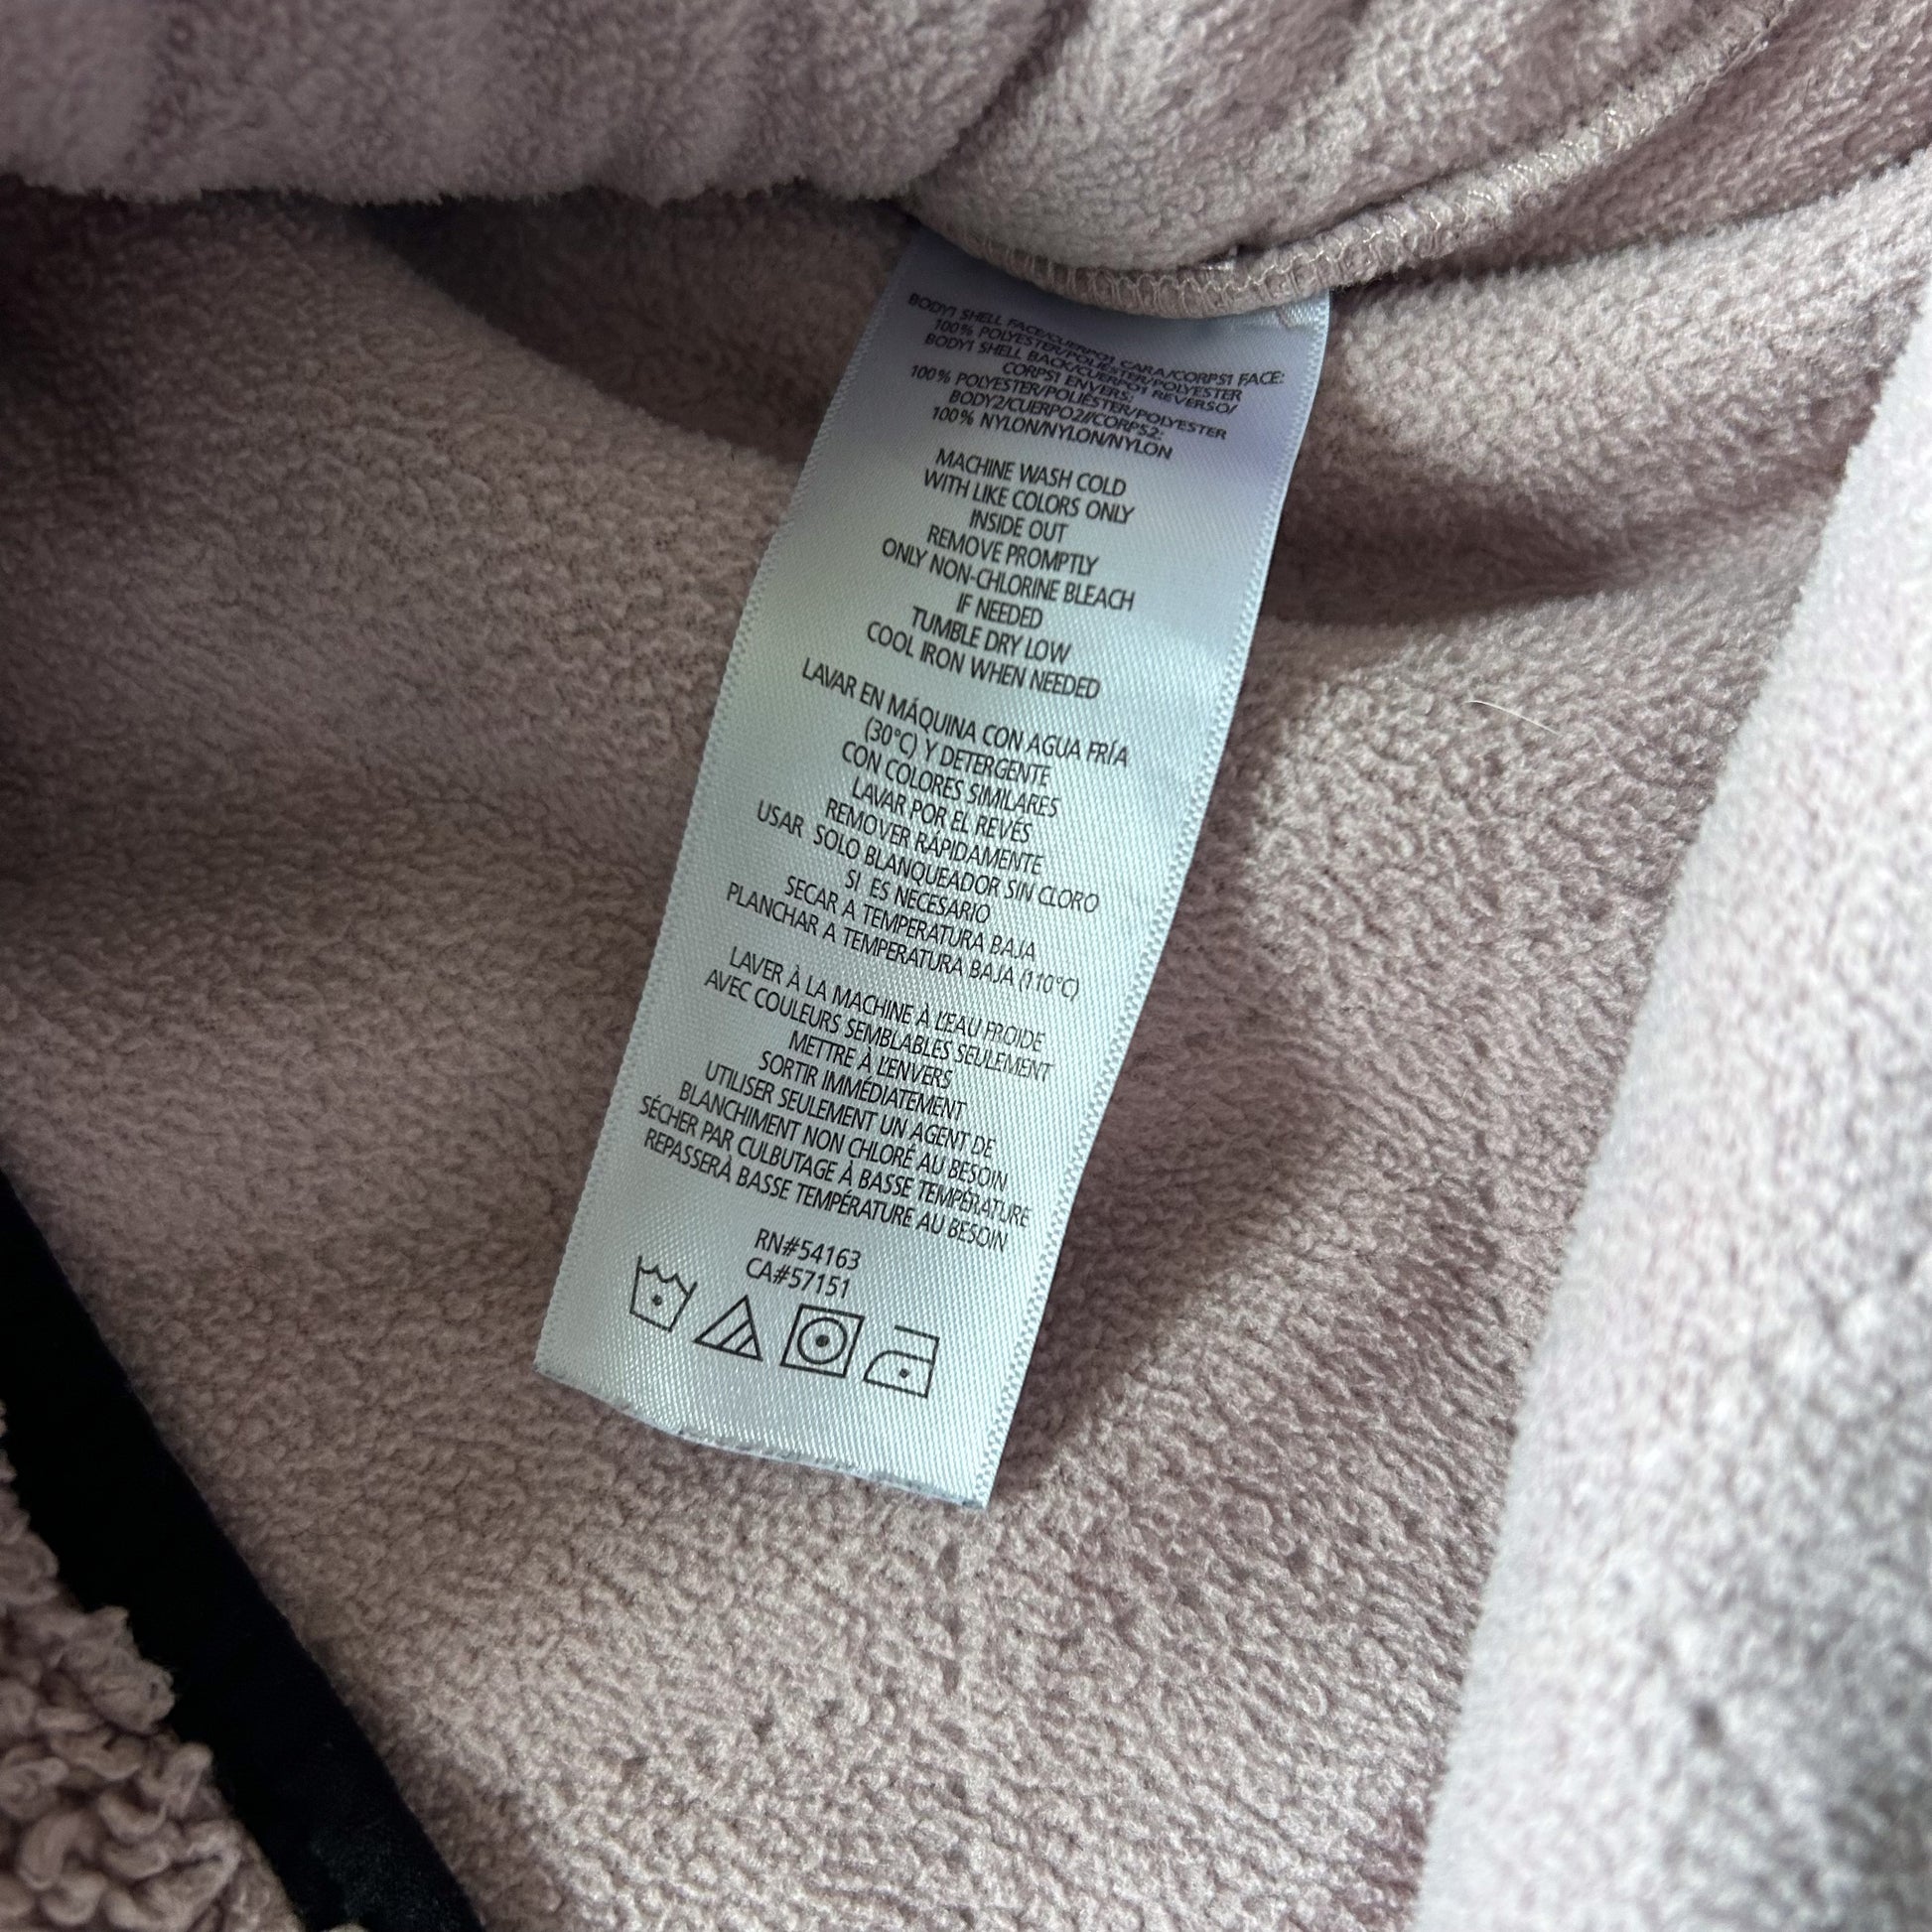 BODY1 SHELL FACE/CUERPO1 CARA/CORPS1 FACE:
100% POLYESTER/POLIÉSTER/POLYESTER
BODY1 SHELL BACK/CUERPO1 REVERSO/
CORPS1 ENVERS:
100% POLYESTER/POLIÉSTER/POLYESTER
BODY2/CUERPO2//CORPS2:
100% NYLON/NYLON/NYLON
MACHINE WASH COLD
WITH LIKE COLORS ONLY
INSIDE OUT
REMOVE PROMPTLY
ONLY NON-CHLORINE BLEACH
IF NEEDED
TUMBLE DRY LOW
COOL IRON WHEN NEEDED
LAVAR EN MÁQUINA CON AGUA FRÍA
(30°C) Y DETERGENTE
CON COLORES SIMILARES
LAVAR POR EL REVÉS
REMOVER RÁPIDAMENTE
USAR SOLO BLANQUEADOR SIN CLORO
SI ES NECESARIO
SECAR A TEMPERATURA BAJA
PLANCHAR A TEMPERATURA BAJA (110°C)
LAVER À LA MACHINE À L'EAU FROIDE
AVEC COULEURS SEMBLABLES SEULEMENT
METTRE À L'ENVERS
SORTIR IMMÉDIATEMENT
UTILISER SEULEMENT UN AGENT DE
BLANCHIMENT NON CHLORÉ AU BESOIN
SÉCHER PAR CULBUTAGE À BASSE TEMPÉRATURE
REPASSERÀ BASSE TEMPÉRATURE AU BESOIN
RN#54163
CA#57151